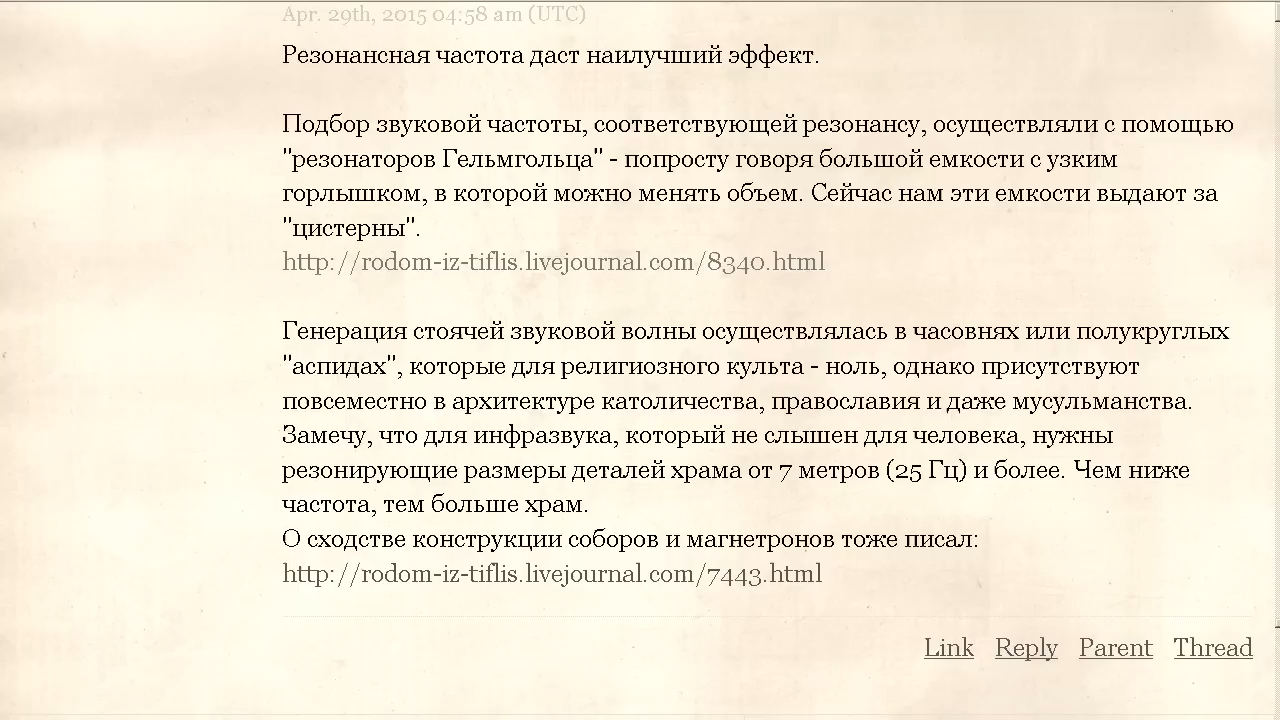 Apr. 29th, 2015 04:58 am (UTC)
Резонансная частота даст наилучший эффект.
Подбор звуковой частоты, соответствующей резонансу, осуществляли с помощью
"резонаторов Гельмгольца" - попросту говоря большой емкости с узким
горлышком, в которой можно менять объем. Сейчас нам эти емкости выдают за
"цистерны".
http://rodom-iz-tiflis.livejournal.com/8340.html
Генерация стоячей звуковой волны осуществлялась в часовнях или полукруглых
"аспидах", которые для религиозного культа - ноль, однако присутствуют
повсеместно в архитектуре католичества, православия и даже мусульманства.
Замечу, что для инфразвука, который не слышен для человека, нужны
резонирующие размеры деталей храма от 7 метров (25 Гц) и более. Чем ниже
частота, тем больше храм.
О сходстве конструкции соборов и магнетронов тоже писал:
http://rodom-iz-tiflis.livejournal.com/7443.html
Link Reply Parent Thread